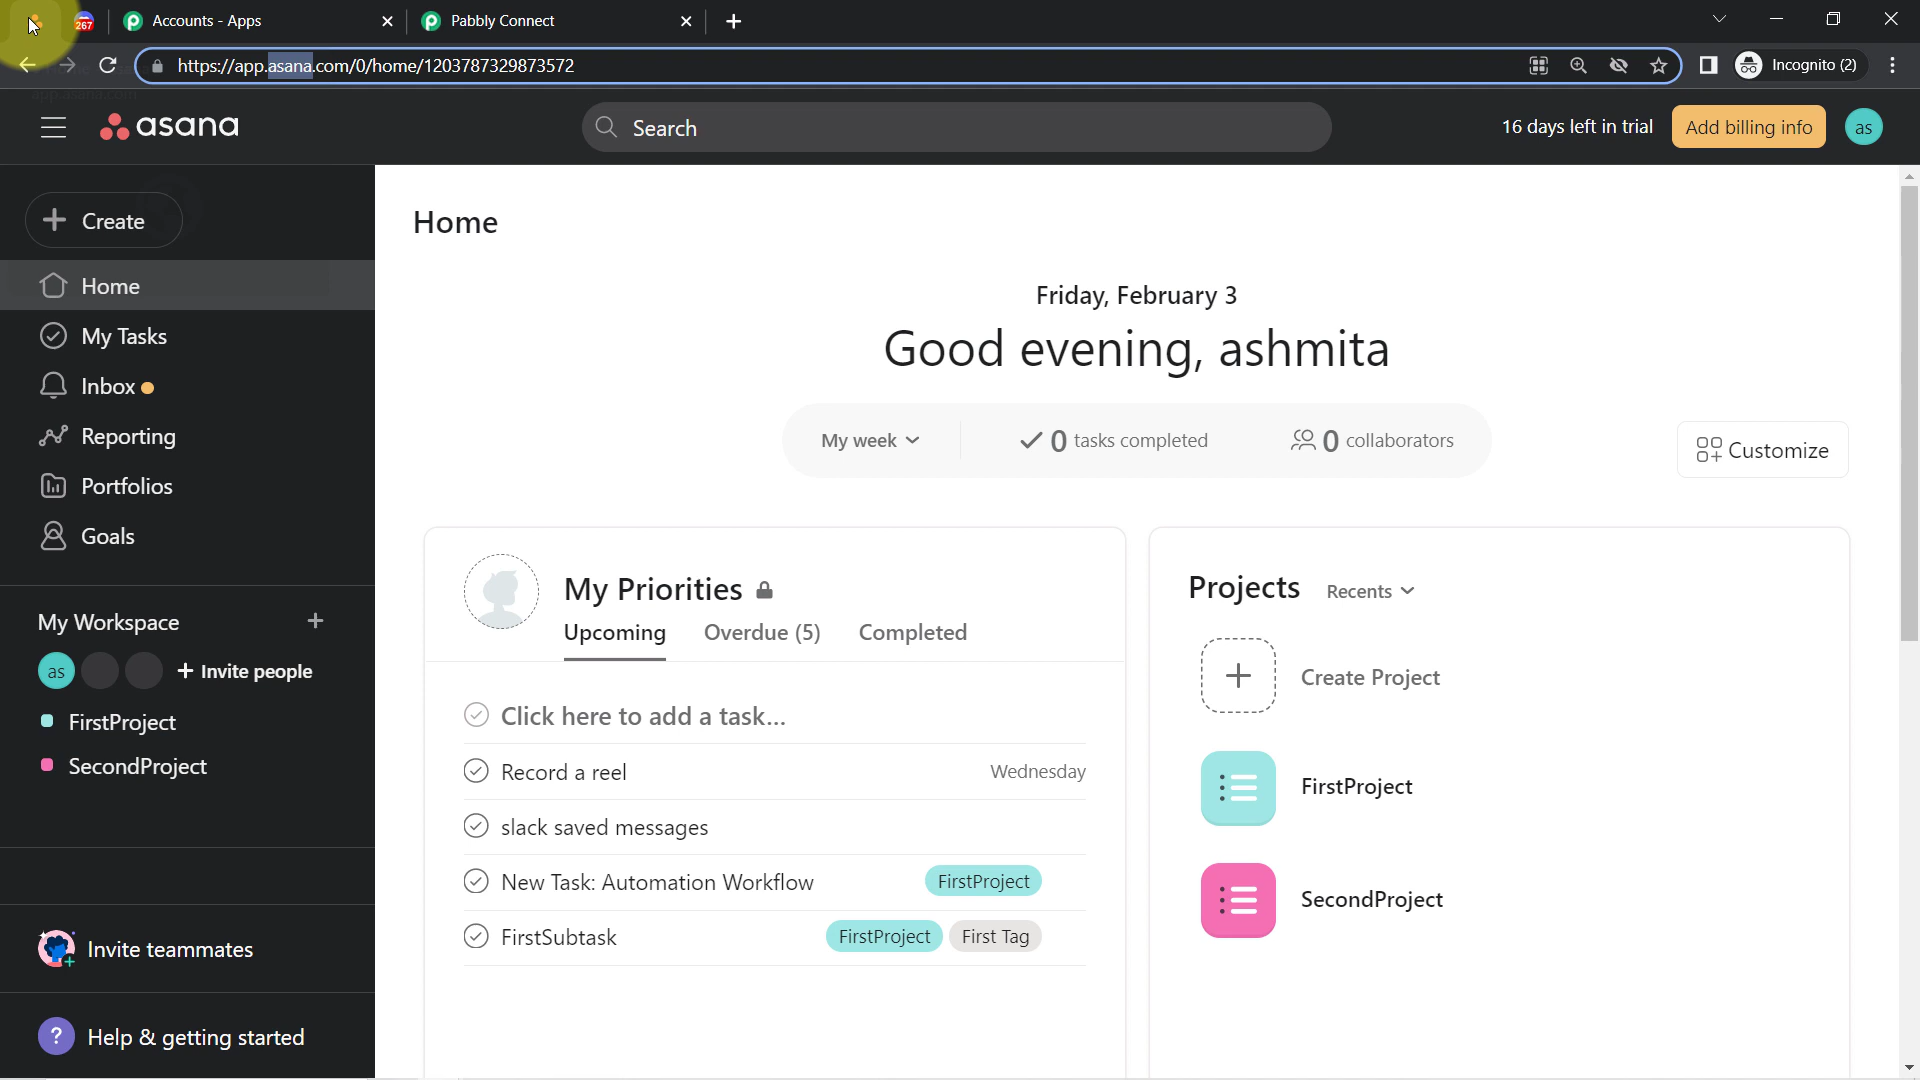 267
Accounts - Apps
Pabbly Connect
https://app.asana.com/0/home/1203787329873572
Incognito (2)
asana
Search
16 days left in trial
Add billing info
as
Create
Home
My Tasks
Inbox
Reporting
Portfolios
Goals
My Workspace
as
Invite people
FirstProject
SecondProject
Invite teammates
? Help & getting started
Home
Friday, February 3
Good evening, ashmita
My week
0 tasks completed
0 collaborators
Customize
My Priorities
Upcoming
Overdue (5)
Completed
Click here to add a task...
Record a reel Wednesday
slack saved messages
New Task: Automation Workflow FirstProject
FirstSubtask FirstProject First Tag
Projects Recents
Create Project
FirstProject
SecondProject